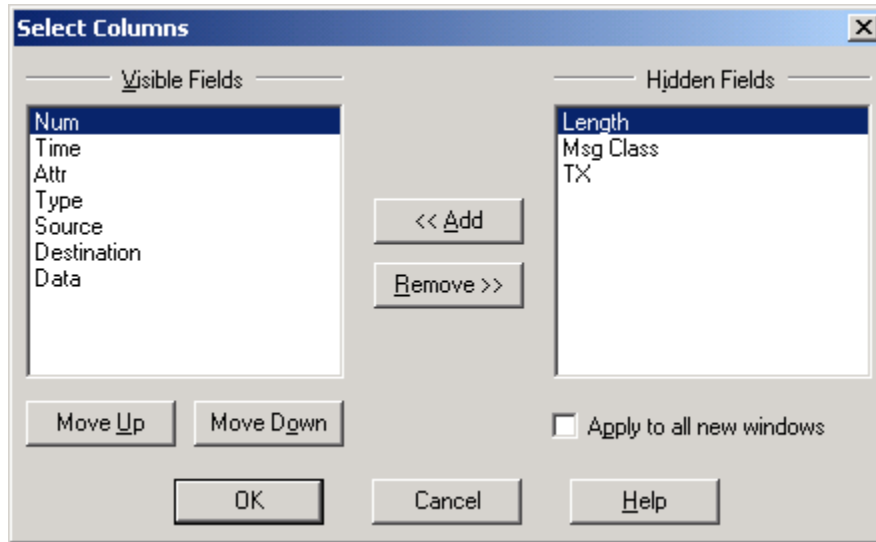 Select Columns
Visible Fields
Num
Time
Attr
Type
Source
Destination
Data
<< Add
Remove >>
Hidden Fields
Length
Msg Class
TX
Move Up
Move Down
Apply to all new windows
OK
Cancel
Help